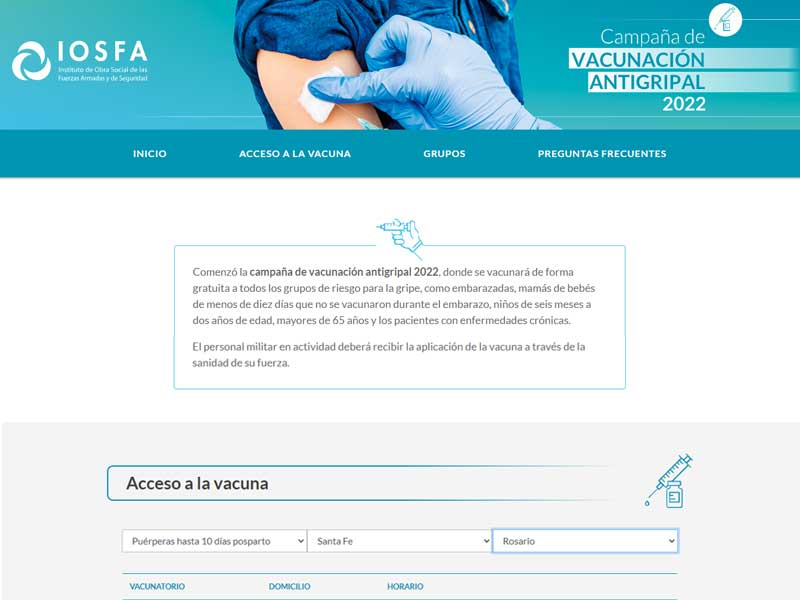 IOSFA
Instituto de Obra Social de las
Fuerzas Armadas y de Seguridad
Campaña de
VACUNACIÓN
ANTIGRIPAL
2022
INICIO ACCESO A LA VACUNA GRUPOS PREGUNTAS FRECUENTES
Comenzó la campaña de vacunación antigripal 2022, donde se vacunará de forma
gratuita a todos los grupos de riesgo para la gripe, como embarazadas, mamás de bebés
de menos de diez días que no se vacunaron durante el embarazo, niños de seis meses a
dos años de edad, mayores de 65 años y los pacientes con enfermedades crónicas.
El personal militar en actividad deberá recibir la aplicación de la vacuna a través de la
sanidad de su fuerza.
Acceso a la vacuna
Puérperas hasta 10 días posparto Santa Fe Rosario
VACUNATORIO DOMICILIO HORARIO